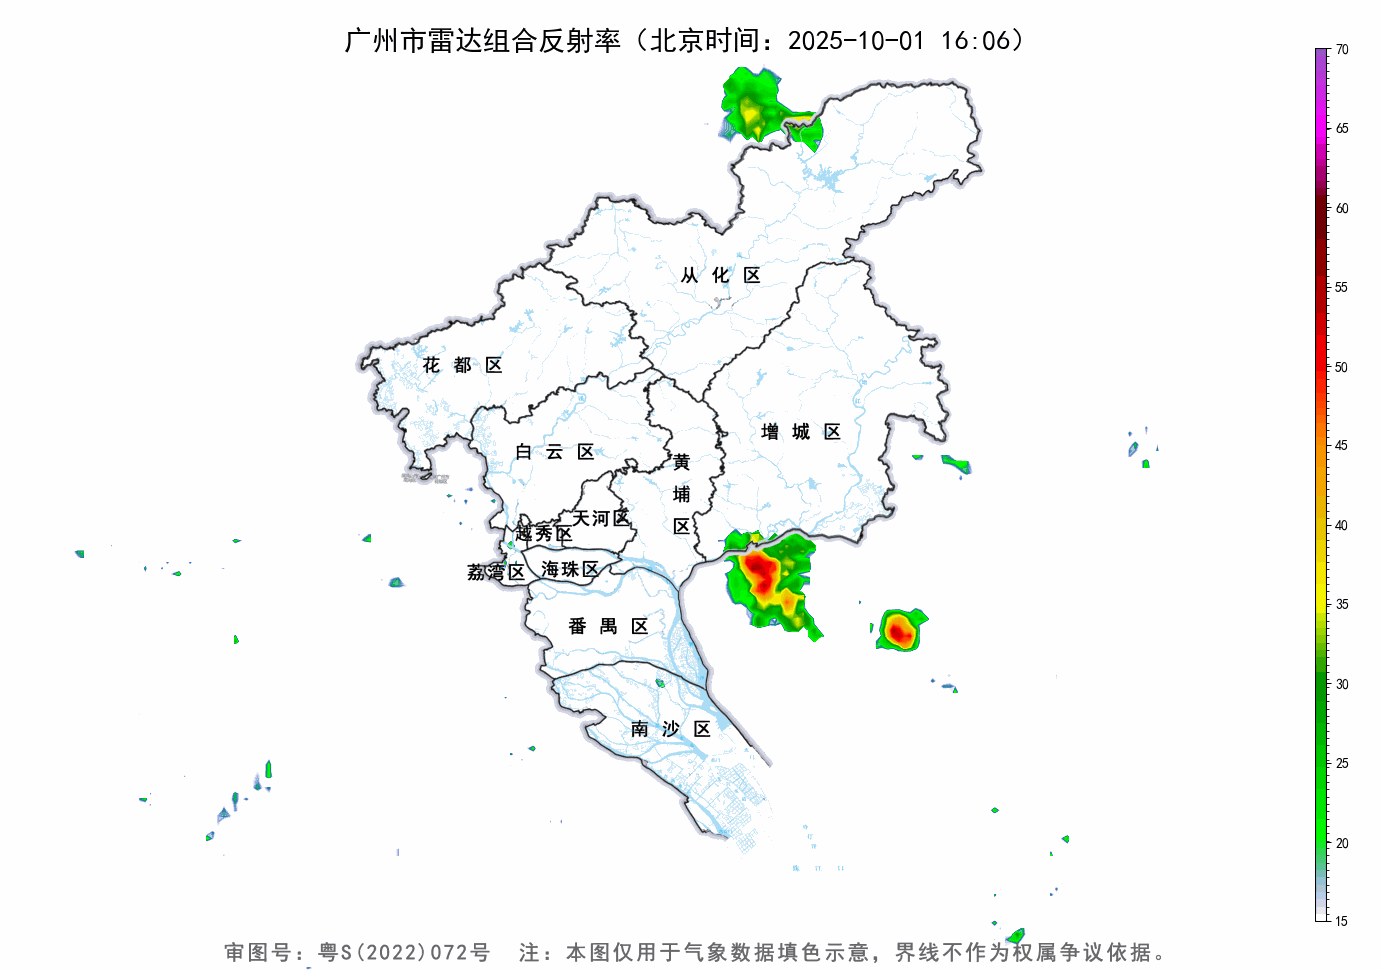 广州市雷达组合反射率（北京时间：2025-10-01 16:06）
70
65
60
55
50
45
40
35
30
25
20
15
从化区
花都区
增城区
白云区
黄埔区
天河区
越秀区
荔湾区
海珠区
番禺区
南沙区
审图号：粤S(2022)072号 注：本图仅用于气象数据填色示意，界线不作为权属争议依据。